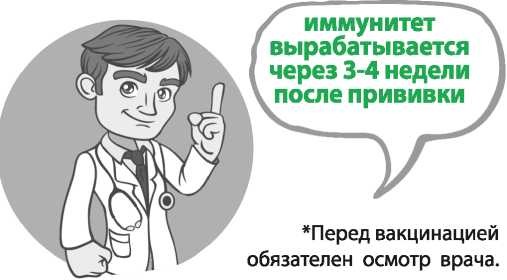 иммунитет
вырабатывается
через 3-4 недели
после прививки
*Перед вакцинацией
обязателен осмотр врача.